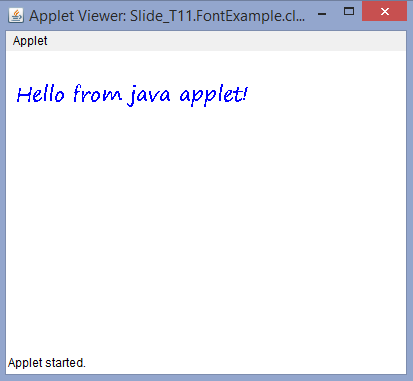 Applet Viewer: Slide_T11.FontExample.cl...
Applet
Hello from java applet!
Applet started.